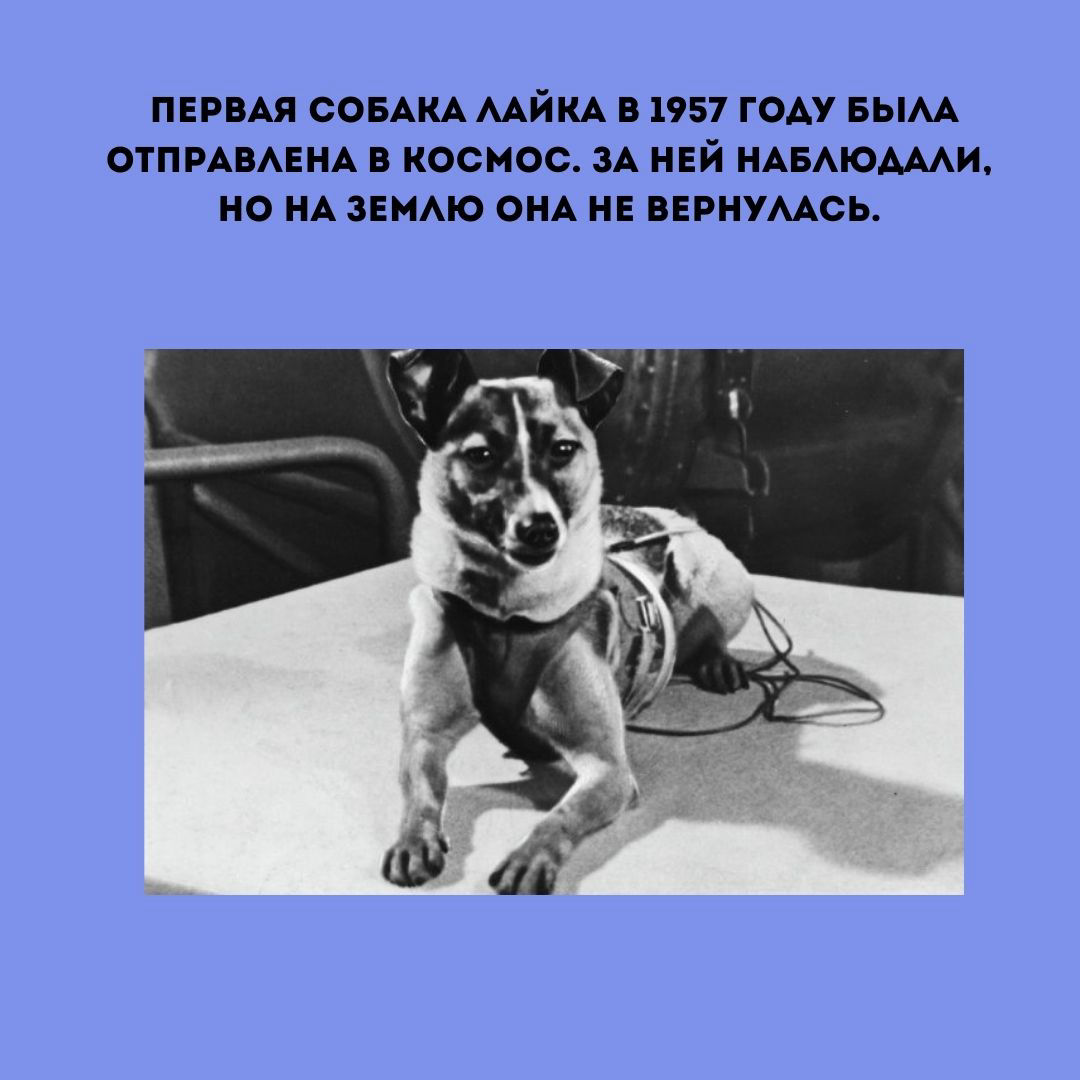 ПЕРВАЯ СОБАКА ЛАЙКА В 1957 ГОДУ БЫЛА
ОТПРАВЛЕНА В КОСМОС. ЗА НЕЙ НАБЛЮДАЛИ,
НО НА ЗЕМЛЮ ОНА НЕ ВЕРНУЛАСЬ.